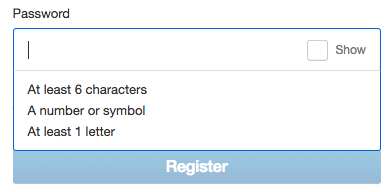 Password
Show
At least 6 characters
A number or symbol
At least 1 letter
Register